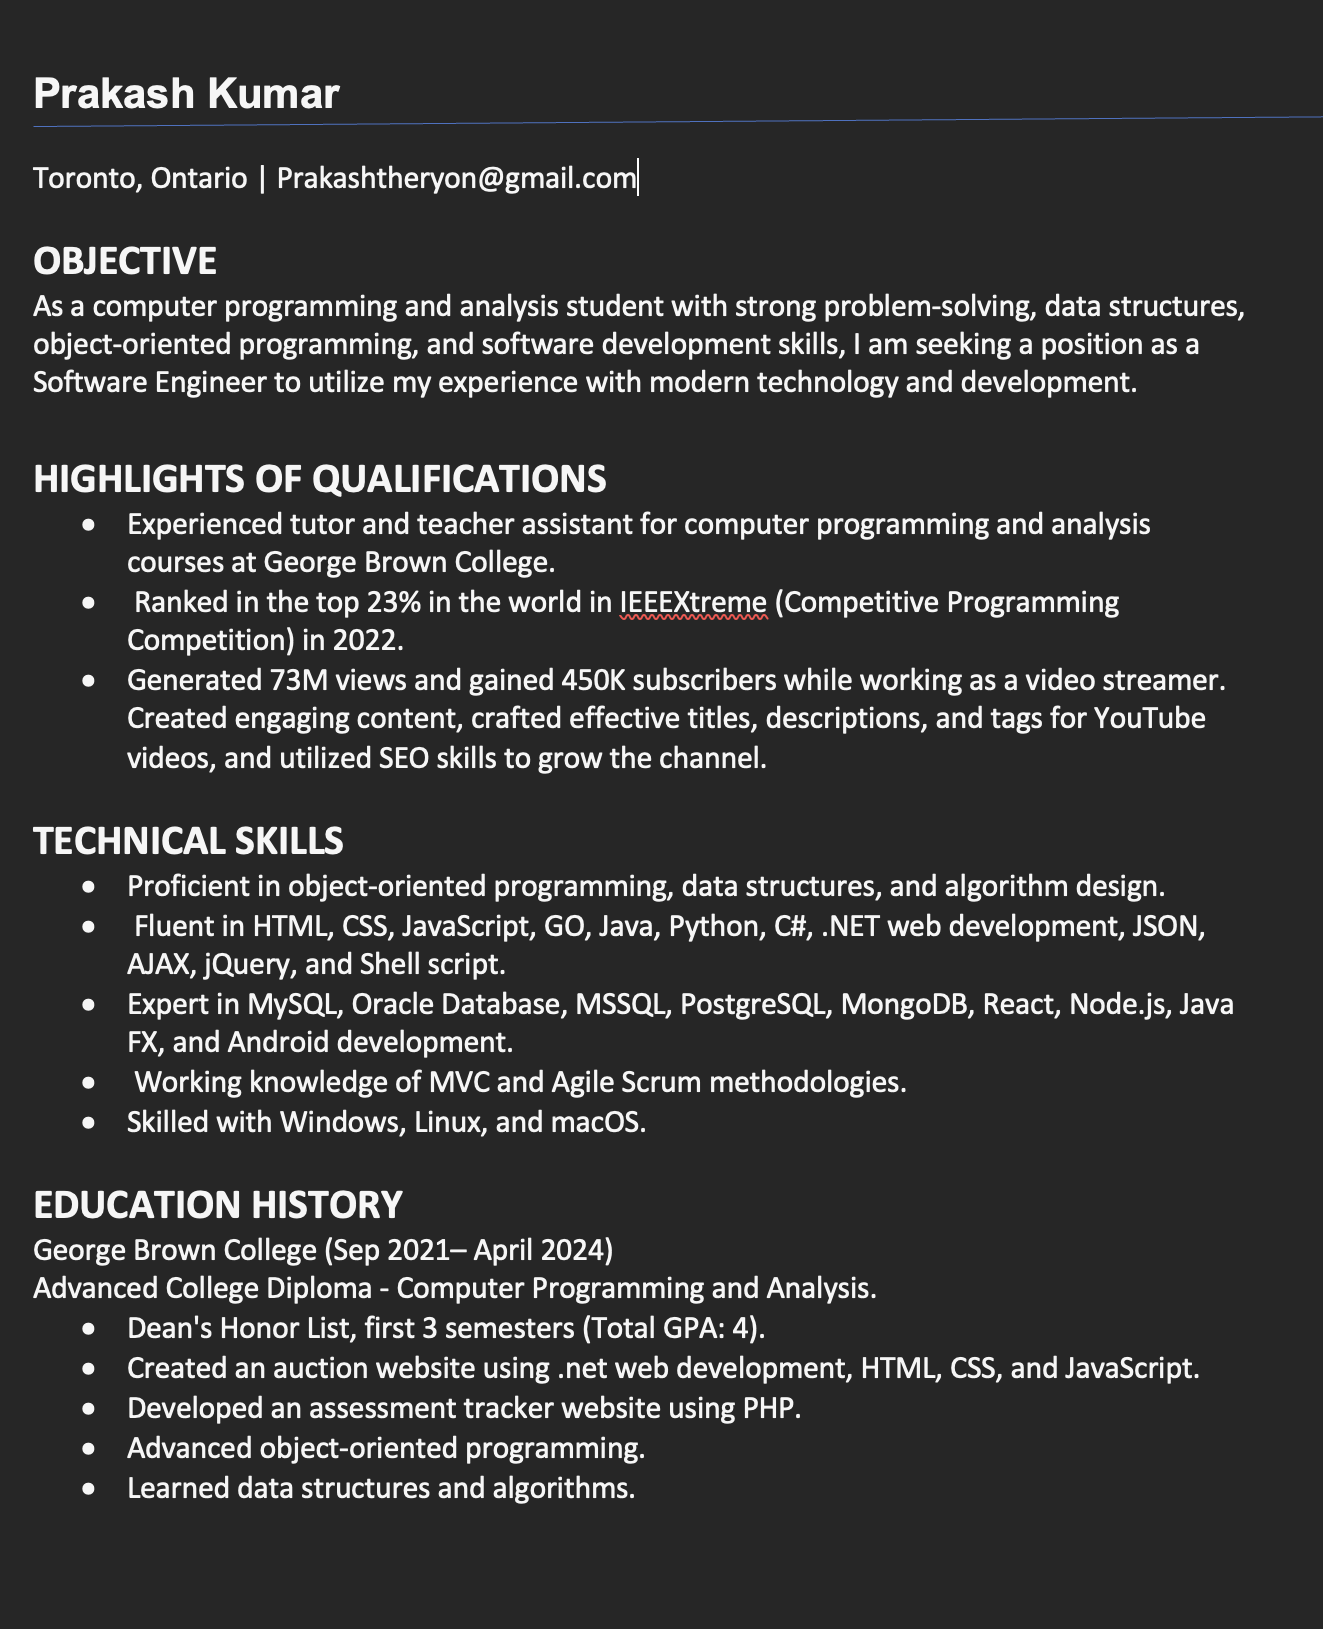 Prakash Kumar
Toronto, Ontario | Prakashtheryon@gmail.com
OBJECTIVE
As a computer programming and analysis student with strong problem-solving, data structures,
object-oriented programming, and software development skills, I am seeking a position as a
Software Engineer to utilize my experience with modern technology and development.
HIGHLIGHTS OF QUALIFICATIONS
• Experienced tutor and teacher assistant for computer programming and analysis
courses at George Brown College.
• Ranked in the top 23% in the world in IEEEXtreme (Competitive Programming
Competition) in 2022.
• Generated 73M views and gained 450K subscribers while working as a video streamer.
Created engaging content, crafted effective titles, descriptions, and tags for YouTube
videos, and utilized SEO skills to grow the channel.
TECHNICAL SKILLS
• Proficient in object-oriented programming, data structures, and algorithm design.
• Fluent in HTML, CSS, JavaScript, GO, Java, Python, C#, .NET web development, JSON,
AJAX, jQuery, and Shell script.
• Expert in MySQL, Oracle Database, MSSQL, PostgreSQL, MongoDB, React, Node.js, Java
FX, and Android development.
• Working knowledge of MVC and Agile Scrum methodologies.
• Skilled with Windows, Linux, and macOS.
EDUCATION HISTORY
George Brown College (Sep 2021– April 2024)
Advanced College Diploma - Computer Programming and Analysis.
• Dean's Honor List, first 3 semesters (Total GPA: 4).
• Created an auction website using .net web development, HTML, CSS, and JavaScript.
• Developed an assessment tracker website using PHP.
• Advanced object-oriented programming.
• Learned data structures and algorithms.